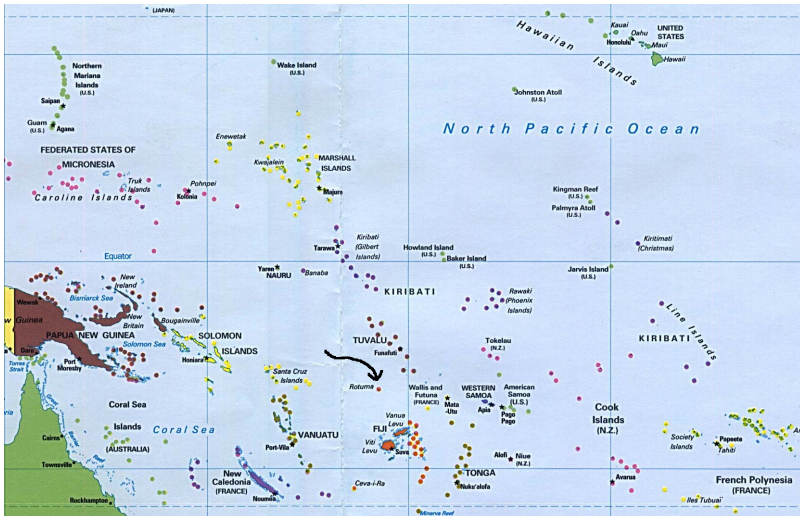 (JAPAN)
Hawaiian Islands
Kauai
Oahu
Honolulu
Maui
Hawaii
UNITED
STATES
Northern
Mariana
Islands
(U.S.)
Saipan
Guam
(U.S.)
Agana
Wake Island
(U.S.)
Johnston Atoll
(U.S.)
North Pacific Ocean
FEDERATED STATES OF
MICRONESIA
Enewetak
Kwajalein
MARSHALL
ISLANDS
Majuro
Truk
Islands
Pohnpei
Kolonia
Caroline Islands
Kingman Reef
(U.S.)
Palmyra Atoll
(U.S.)
Kiribati
(Gilbert
Islands)
Tarawa
Howland Island
(U.S.)
Baker Island
(U.S.)
Kiritimati
(Christmas)
Equator
Yaren
NAURU
Banaba
Jarvis Island
(U.S.)
New
Ireland
Bismarck Sea
KIRIBATI
Rawaki
(Phoenix
Islands)
Wewak
New
Britain
Bougainville
w Guinea
PAPUA NEW GUINEA
Solomon Sea
SOLOMON
ISLANDS
Honiara
TUVALU
Funafuti
Tokelau
(N.Z.)
KIRIBATI
Line Islands
Daru
Port
Moresby
Torres
Strait
Santa Cruz
Islands
Rotuma
Wallis and
Futuna
(FRANCE)
Mata
-Utu
WESTERN
SAMOA
Apia
American
Samoa
(U.S.)
Pago
Pago
Coral Sea
Islands
(AUSTRALIA)
Coral Sea
Cook
Islands
(N.Z.)
VANUATU
Port-Vila
FIJI
Vanua
Levu
Viti
Levu
Suva
Cairns
Townsville
Rockhampton
Society
Islands
Papeete
Tahiti
Alofi
Niue
(N.Z.)
TONGA
Nuku'alofa
New
Caledonia
(FRANCE)
Noumea
Ceva-i-Ra
Avarua
French Polynesia
(FRANCE)
Iles Tubuai
Minerva Reef